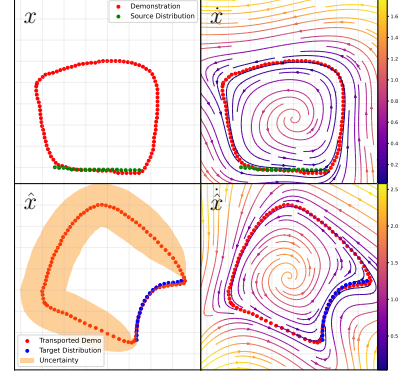 x
Demonstration
Source Distribution
ẋ
1.6
1.4
1.2
1.0
0.8
0.6
0.4
0.2
x̂
Transported Demo
Target Distribution
Uncertainty
x̂̇
2.5
2.0
1.5
1.0
0.5